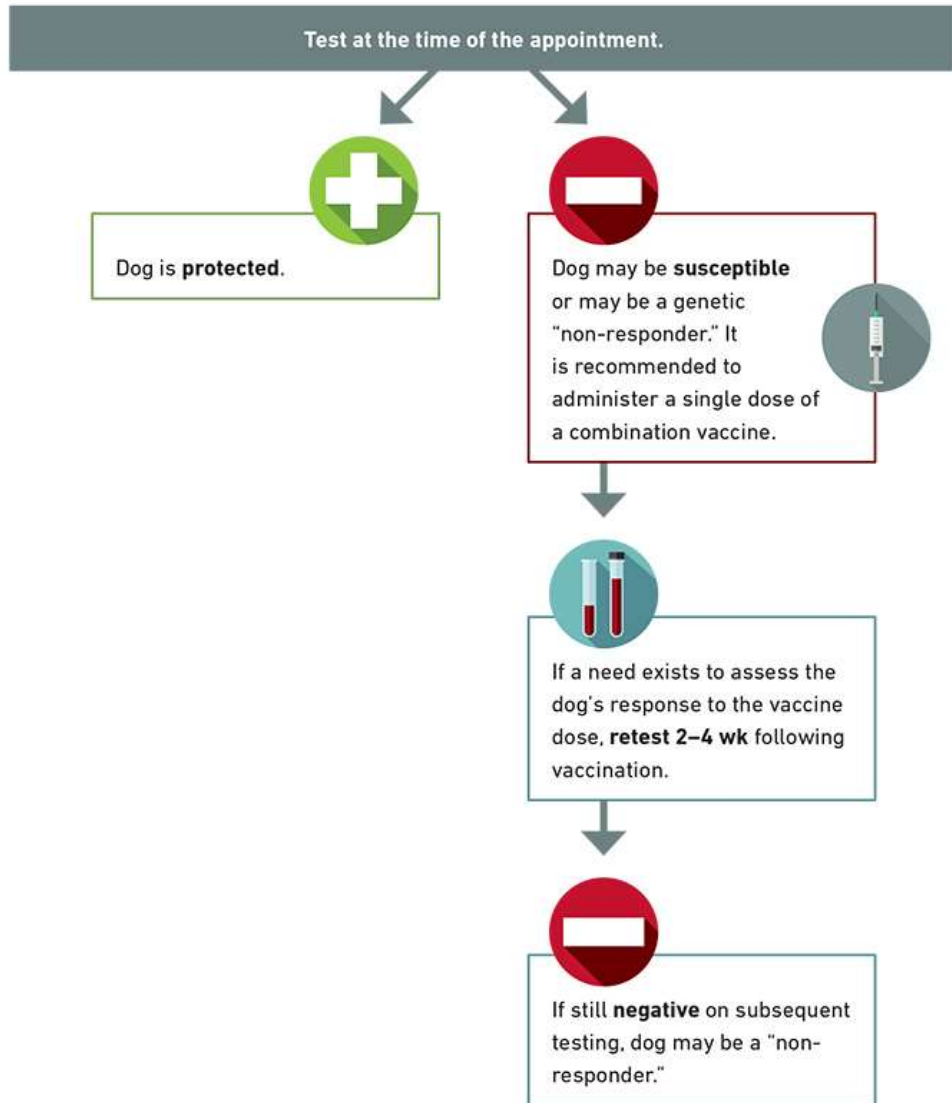 Test at the time of the appointment.
Dog is protected.
Dog may be susceptible
or may be a genetic
“non-responder.” It
is recommended to
administer a single dose of
a combination vaccine.
If a need exists to assess the
dog’s response to the vaccine
dose, retest 2–4 wk following
vaccination.
If still negative on subsequent
testing, dog may be a “non-
responder.”